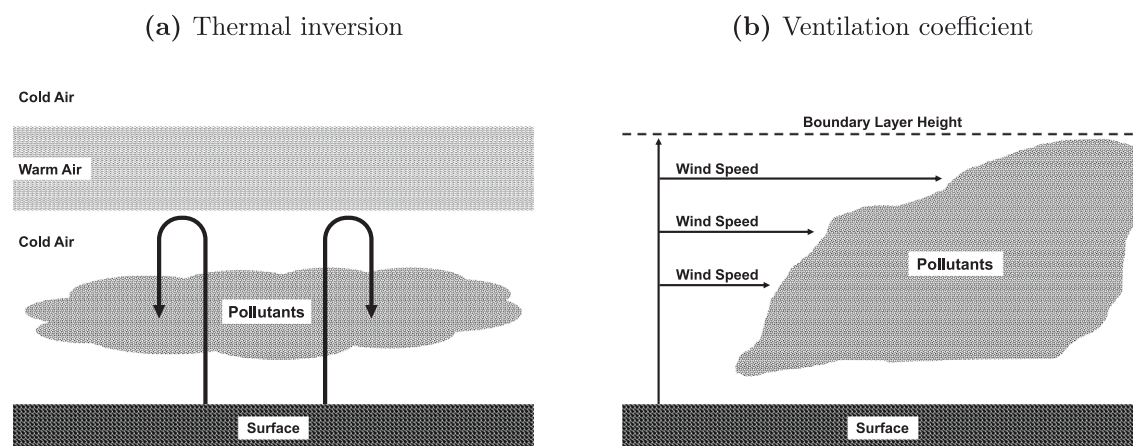 (a) Thermal inversion
Cold Air
Warm Air
Cold Air
Pollutants
Surface
(b) Ventilation coefficient
Boundary Layer Height
Wind Speed
Wind Speed
Wind Speed
Pollutants
Surface